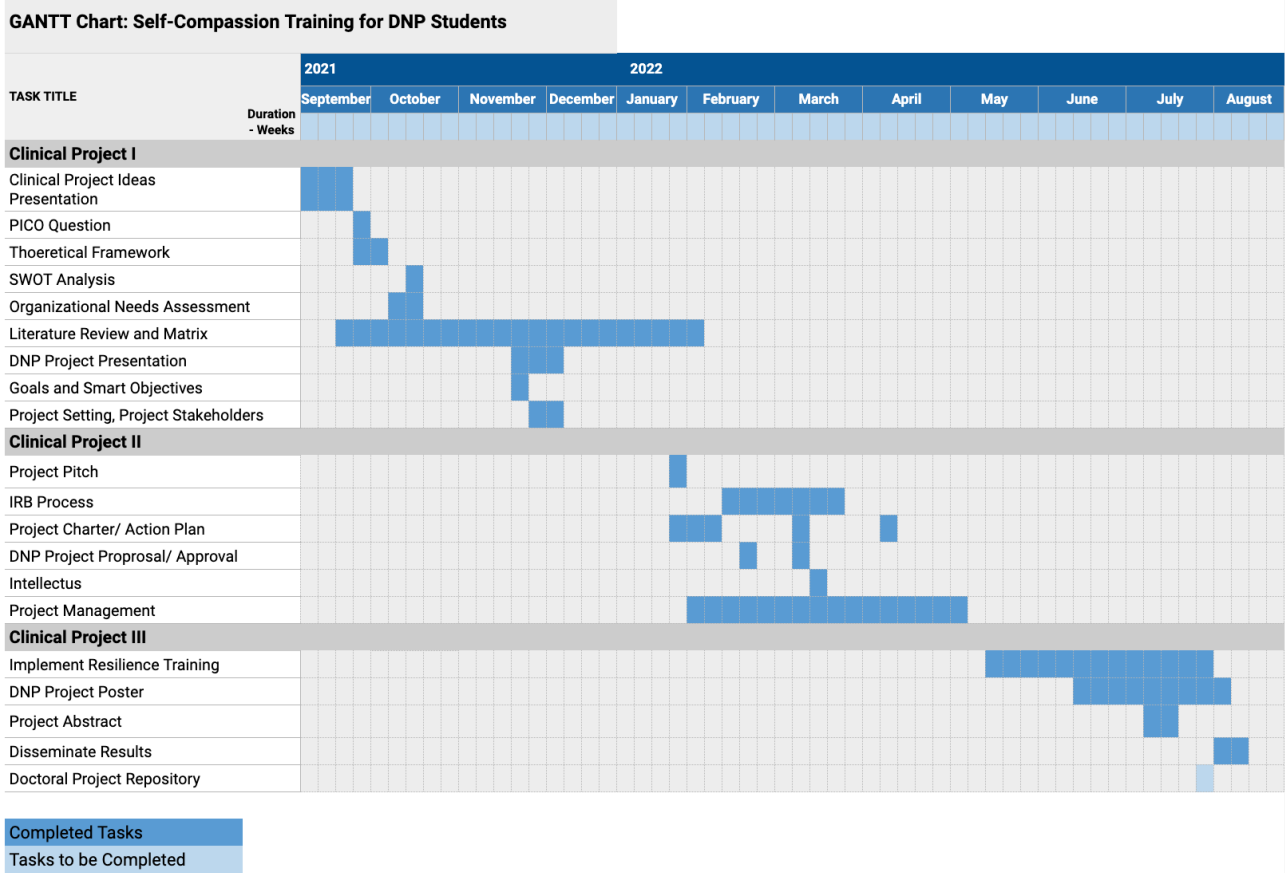 GANTT Chart: Self-Compassion Training for DNP Students
2021
2022
TASK TITLE
September
October
November
December
January
February
March
April
May
June
July
August
Duration
- Weeks
Clinical Project I
Clinical Project Ideas
Presentation
PICO Question
Thoeretical Framework
SWOT Analysis
Organizational Needs Assessment
Literature Review and Matrix
DNP Project Presentation
Goals and Smart Objectives
Project Setting, Project Stakeholders
Clinical Project II
Project Pitch
IRB Process
Project Charter/ Action Plan
DNP Project Proprosal/ Approval
Intellectus
Project Management
Clinical Project III
Implement Resilience Training
DNP Project Poster
Project Abstract
Disseminate Results
Doctoral Project Repository
Completed Tasks
Tasks to be Completed